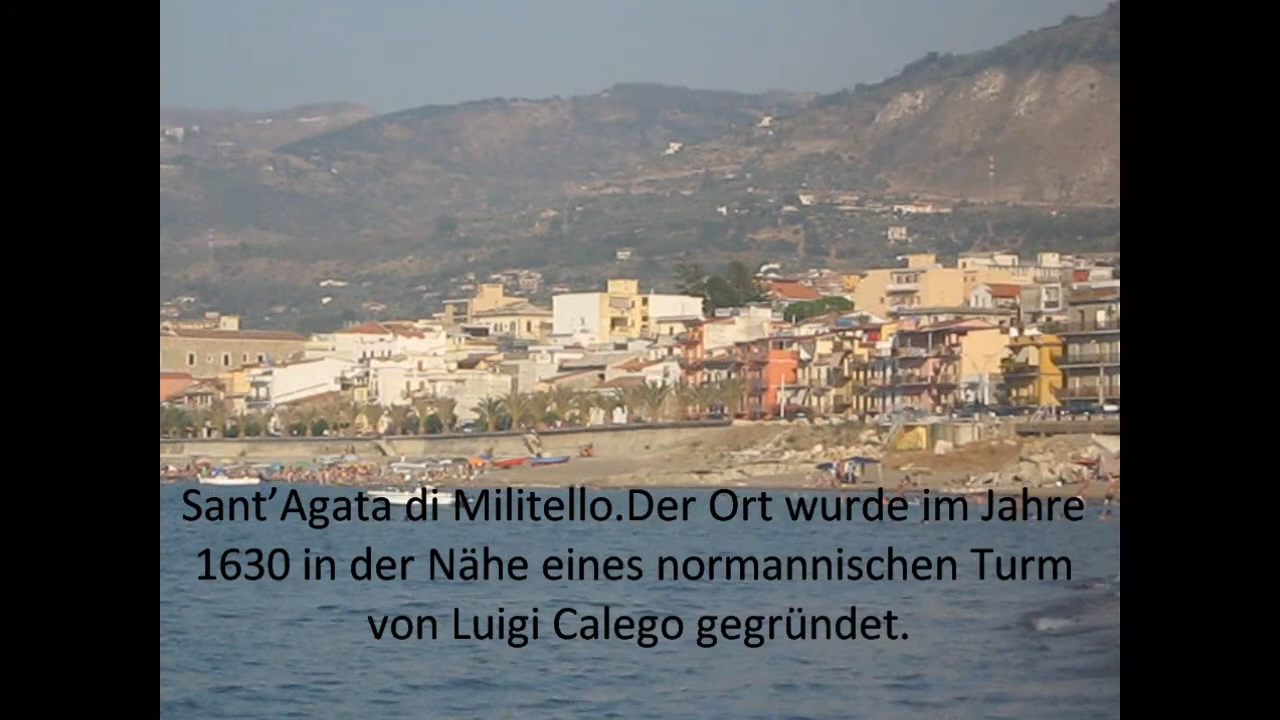 Sant’Agata di Militello.Der Ort wurde im Jahre
1630 in der Nähe eines normannischen Turm
von Luigi Calego gegründet.